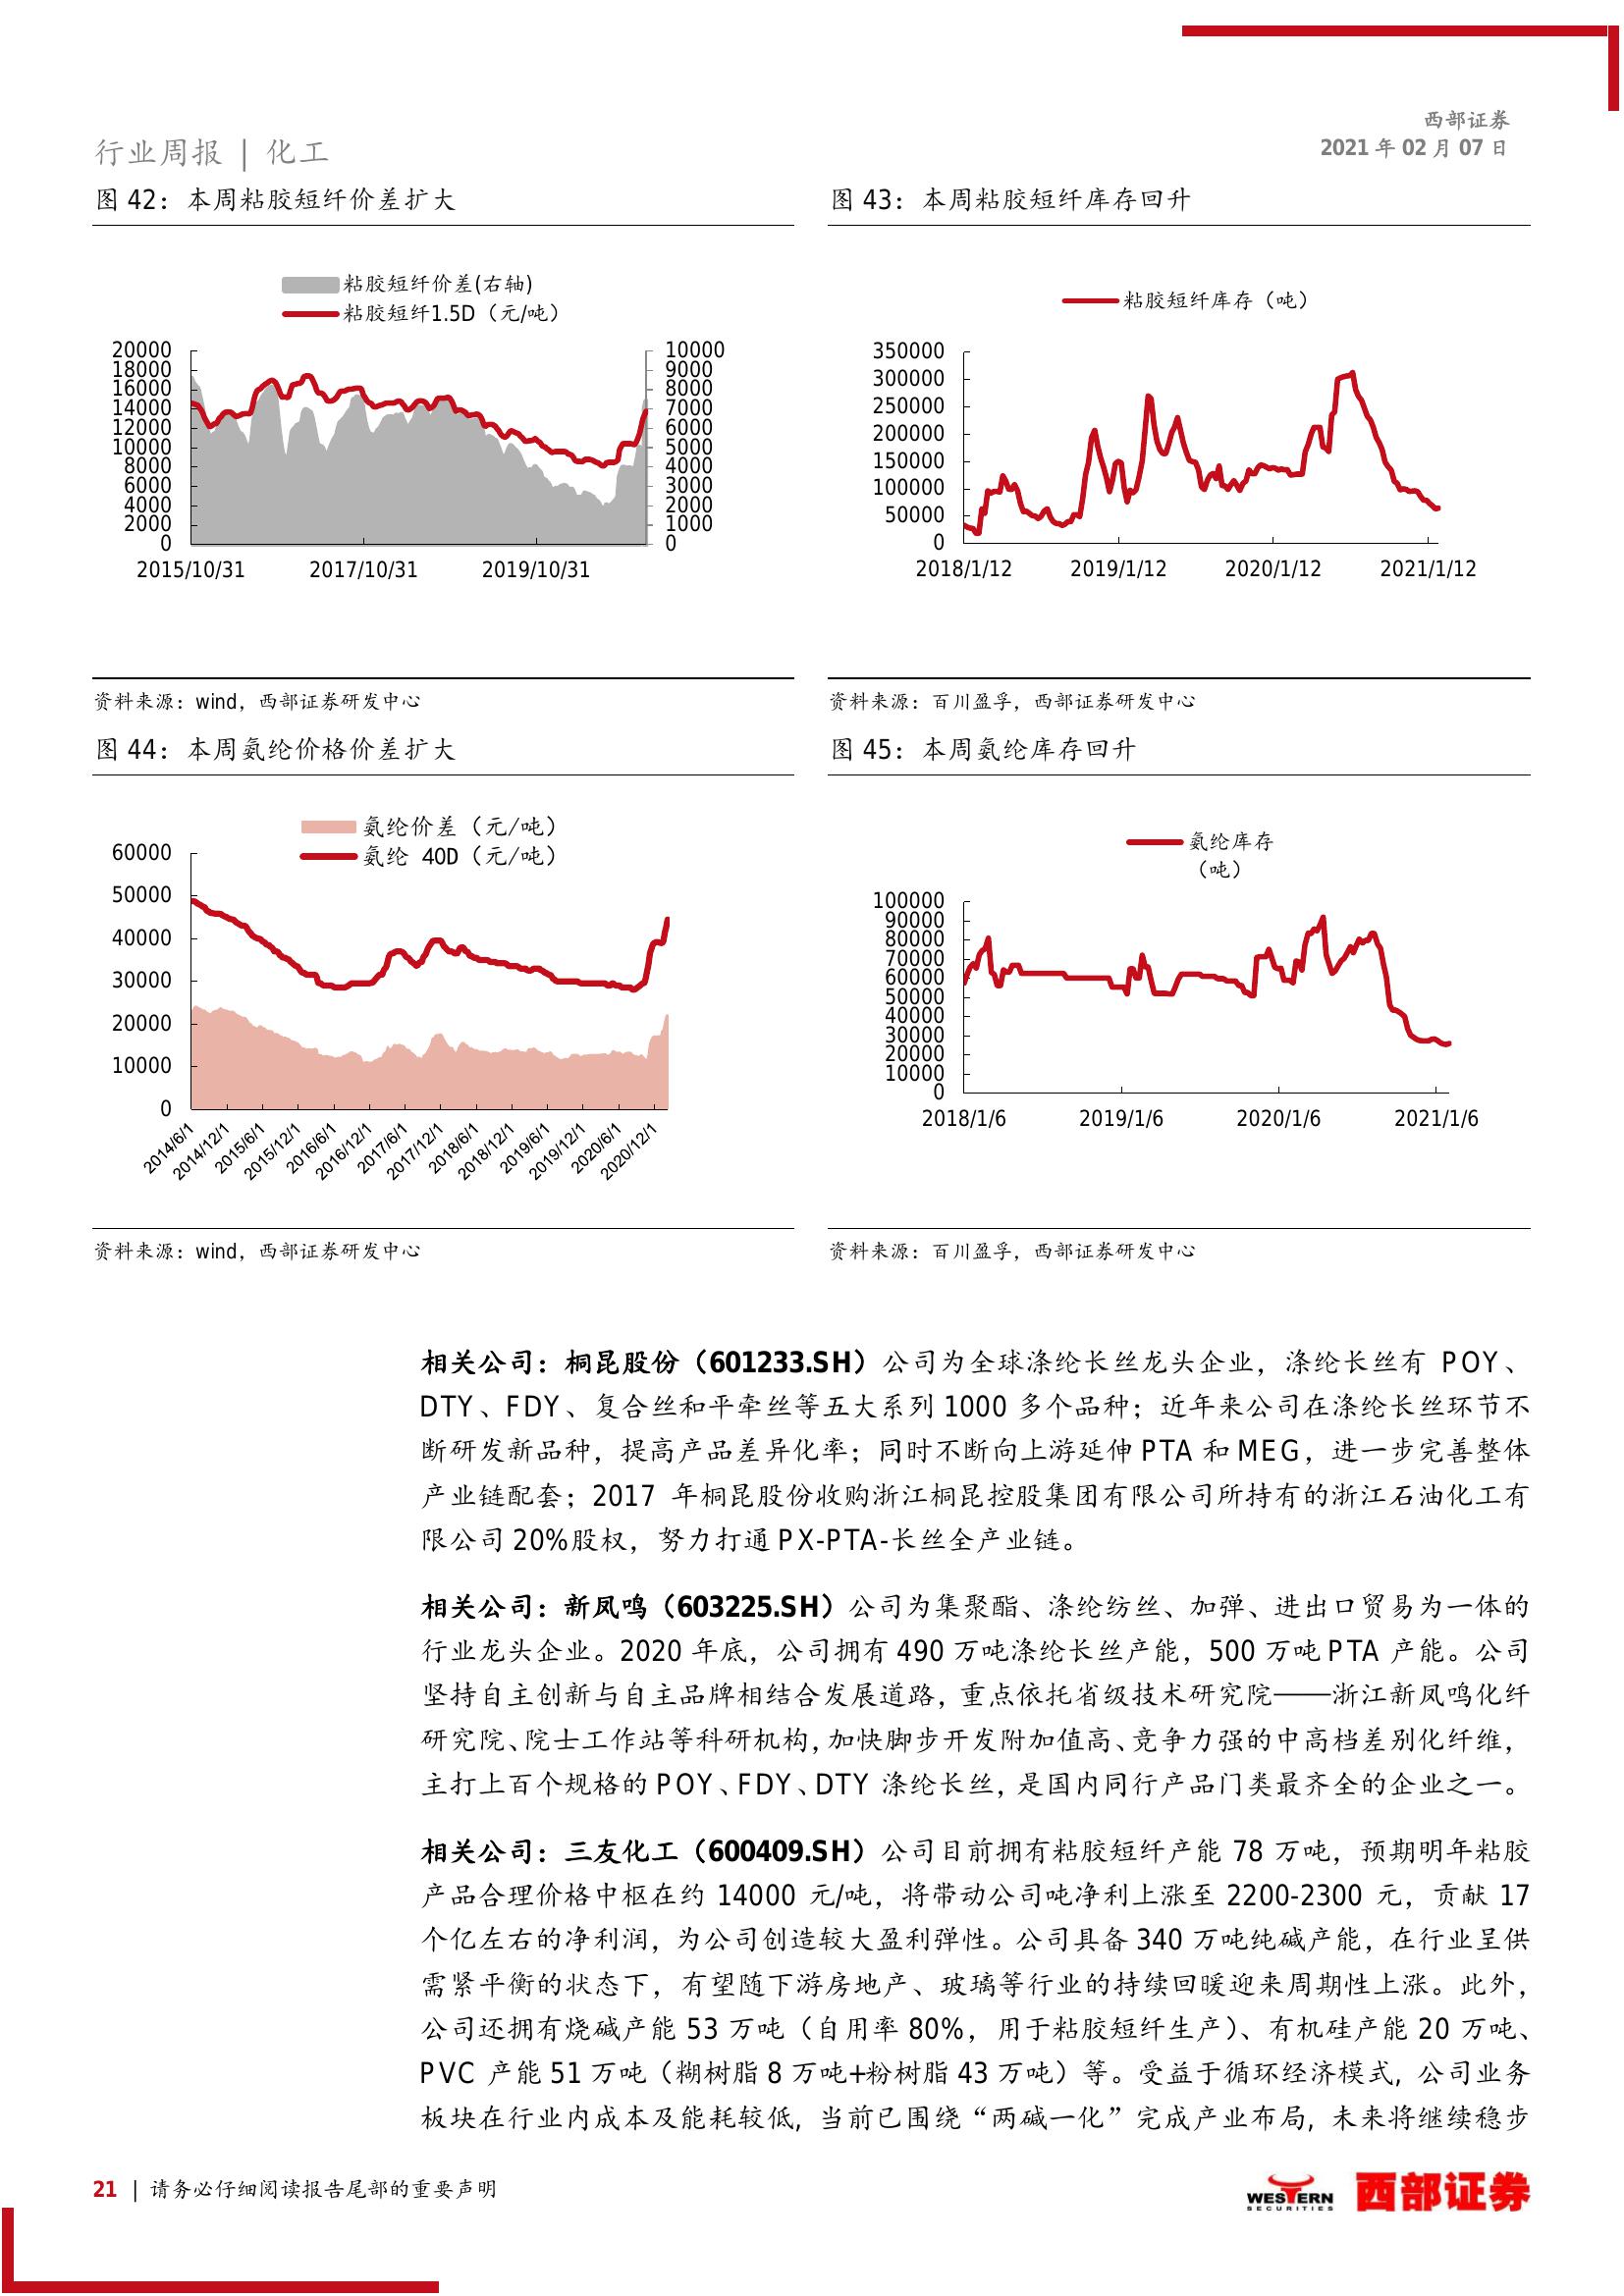 西部证券
2021 年 02 月 07 日
行业周报 | 化工
图 42：本周粘胶短纤价差扩大
粘胶短纤价差(右轴)
粘胶短纤1.5D（元/吨）
20000
18000
16000
14000
12000
10000
8000
6000
4000
2000
0
10000
9000
8000
7000
6000
5000
4000
3000
2000
1000
0
2015/10/31 2017/10/31 2019/10/31
资料来源：wind，西部证券研发中心
图 43：本周粘胶短纤库存回升
粘胶短纤库存（吨）
350000
300000
250000
200000
150000
100000
50000
0
2018/1/12 2019/1/12 2020/1/12 2021/1/12
资料来源：百川盈孚，西部证券研发中心
图 44：本周氨纶价格价差扩大
氨纶价差（元/吨）
氨纶 40D（元/吨）
60000
50000
40000
30000
20000
10000
0
2014/6/1 2014/12/1 2015/6/1 2015/12/1 2016/6/1 2016/12/1 2017/6/1 2017/12/1 2018/6/1 2018/12/1 2019/6/1 2019/12/1 2020/6/1 2020/12/1
资料来源：wind，西部证券研发中心
图 45：本周氨纶库存回升
氨纶库存
（吨）
100000
90000
80000
70000
60000
50000
40000
30000
20000
10000
0
2018/1/6 2019/1/6 2020/1/6 2021/1/6
资料来源：百川盈孚，西部证券研发中心
相关公司：桐昆股份（601233.SH）公司为全球涤纶长丝龙头企业，涤纶长丝有 POY、
DTY、FDY、复合丝和平牵丝等五大系列 1000 多个品种；近年来公司在涤纶长丝环节不
断研发新品种，提高产品差异化率；同时不断向上游延伸 PTA 和 MEG，进一步完善整体
产业链配套；2017 年桐昆股份收购浙江桐昆控股集团有限公司所持有的浙江石油化工有
限公司 20%股权，努力打通 PX-PTA-长丝全产业链。
相关公司：新凤鸣（603225.SH）公司为集聚酯、涤纶纺丝、加弹、进出口贸易为一体的
行业龙头企业。2020 年底，公司拥有 490 万吨涤纶长丝产能，500 万吨 PTA 产能。公司
坚持自主创新与自主品牌相结合发展道路，重点依托省级技术研究院——浙江新凤鸣化纤
研究院、院士工作站等科研机构，加快脚步开发附加值高、竞争力强的中高档差别化纤维，
主打上百个规格的 POY、FDY、DTY 涤纶长丝，是国内同行产品门类最齐全的企业之一。
相关公司：三友化工（600409.SH）公司目前拥有粘胶短纤产能 78 万吨，预期明年粘胶
产品合理价格中枢在约 14000 元/吨，将带动公司吨净利上涨至 2200-2300 元，贡献 17
个亿左右的净利润，为公司创造较大盈利弹性。公司具备 340 万吨纯碱产能，在行业呈供
需紧平衡的状态下，有望随下游房地产、玻璃等行业的持续回暖迎来周期性上涨。此外，
公司还拥有烧碱产能 53 万吨（自用率 80%，用于粘胶短纤生产）、有机硅产能 20 万吨、
PVC 产能 51 万吨（糊树脂 8 万吨+粉树脂 43 万吨）等。受益于循环经济模式，公司业务
板块在行业内成本及能耗较低，当前已围绕“两碱一化”完成产业布局，未来将继续稳步
21 | 请务必仔细阅读报告尾部的重要声明
WESTERN
SECURITIES
西部证券